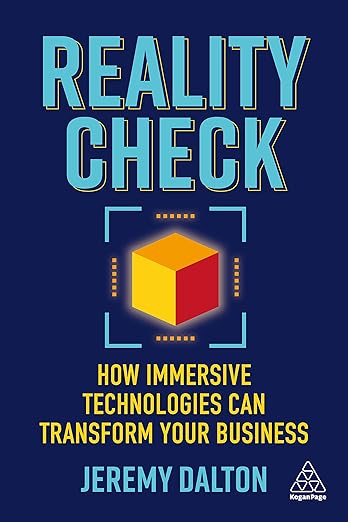 REALITY
CHECK
HOW IMMERSIVE
TECHNOLOGIES CAN
TRANSFORM YOUR BUSINESS
JEREMY DALTON
KoganPage